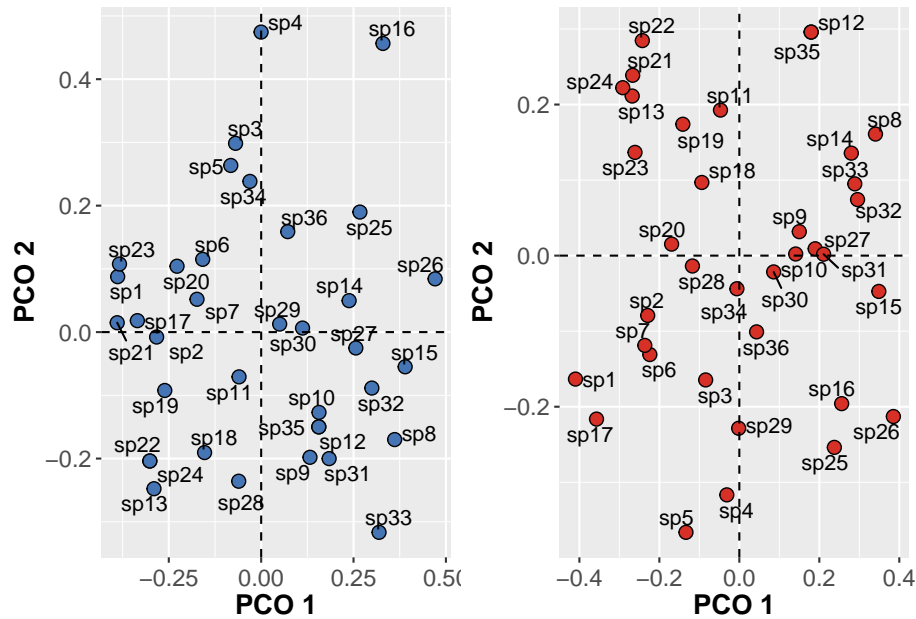 sp4
sp16
0.4
sp3
sp5
sp34
0.2
sp36
sp25
sp23
sp6
sp26
sp1
sp20
sp14
sp7
sp29
0.0
sp17
sp27
sp21
sp2
sp30
sp15
sp11
sp10
sp19
sp32
sp35
sp22
sp18
sp12
sp8
−0.2
sp24
sp9
sp31
sp13
sp28
sp33
−0.25
0.00
0.25
0.50
PCO 1
PCO 2
sp22
sp12
sp35
sp21
sp24
sp11
0.2
sp13
sp8
sp19
sp14
sp23
sp18
sp33
sp32
sp9
sp20
sp27
0.0
sp10
sp31
sp28
sp30
sp2
sp34
sp15
sp7
sp36
sp6
sp1
sp3
sp16
−0.2
sp17
sp29
sp26
sp25
sp4
sp5
−0.4
−0.2
0.0
0.2
0.4
PCO 1
PCO 2